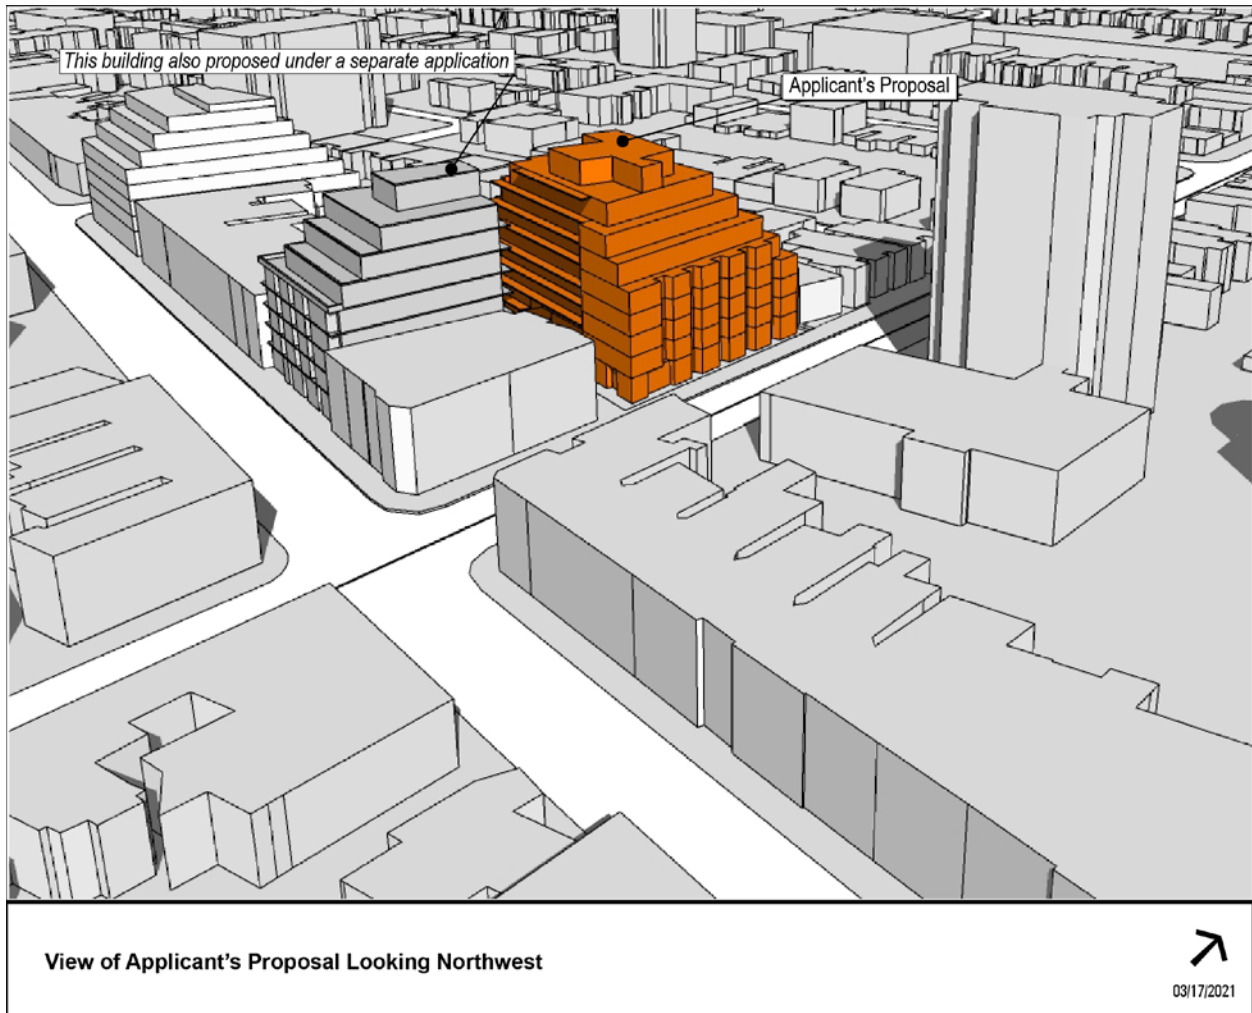 This building also proposed under a separate application
Applicant's Proposal
View of Applicant's Proposal Looking Northwest
03/17/2021